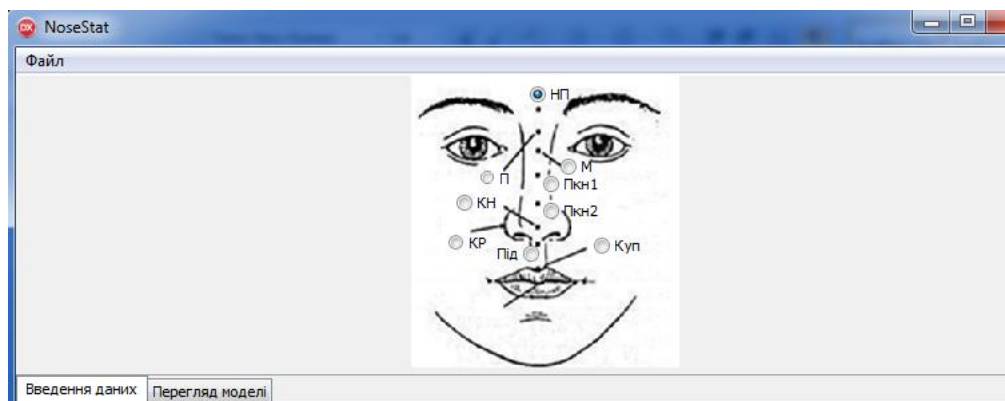 NoseStat
Файл
НП
М
П
Пкн1
КН
Пкн2
КР
Під
Куп
Введення даних
Перегляд моделі